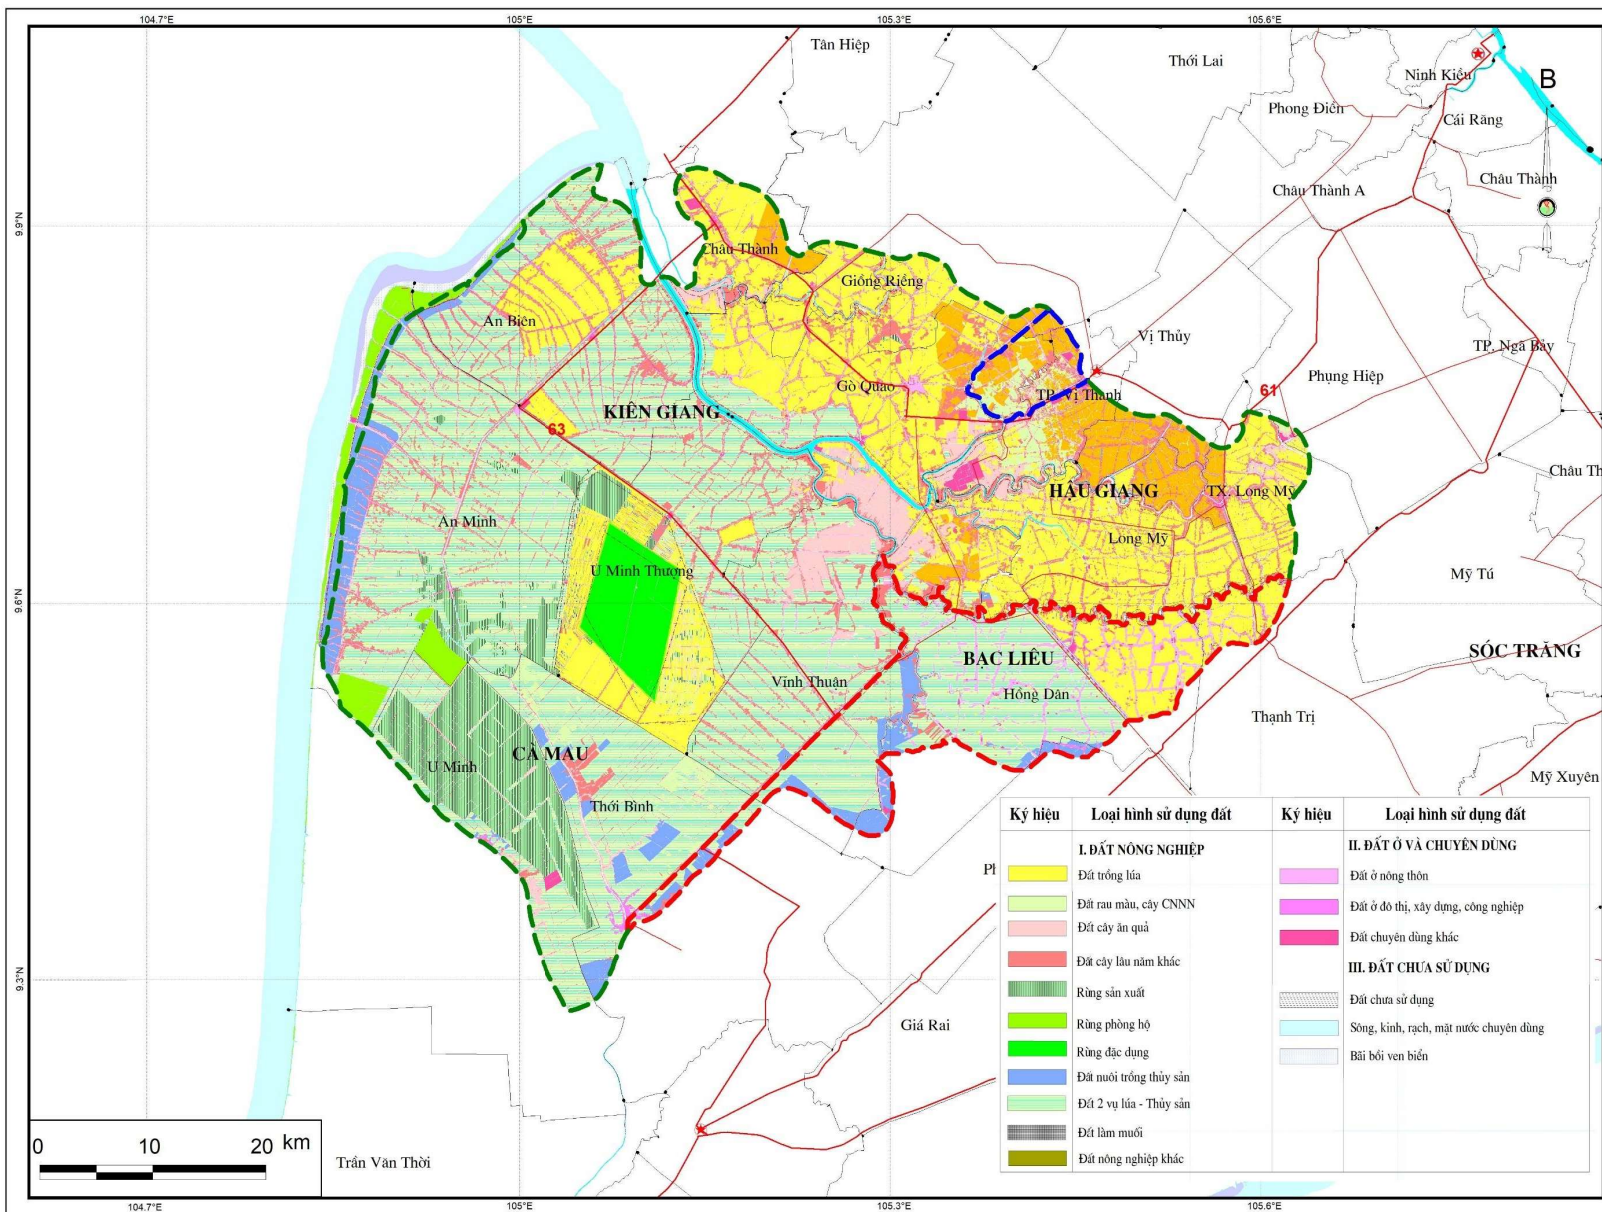 104.7°E
105°E
105.3°E
105.6°E
Tân Hiệp
Thới Lai
Ninh Kiều
B
Phong Điền
Cái Răng
Châu Thành
Châu Thành A
9.9°N
Châu Thành
Giồng Riềng
An Biên
Vị Thủy
TP. Ngã Bảy
Phụng Hiệp
Gò Quao
TP. Vị Thanh
61
KIÊN GIANG
63
Châu Th
HẬU GIANG
TX. Long Mỹ
An Minh
Long Mỹ
U Minh Thượng
Mỹ Tú
9.6°N
BẠC LIÊU
SÓC TRĂNG
Vĩnh Thuận
Hồng Dân
Thạnh Trị
CÀ MAU
U Minh
Mỹ Xuyên
Thới Bình
Ph
9.3°N
Giá Rai
Trần Văn Thời
Ký hiệu
Loại hình sử dụng đất
I. ĐẤT NÔNG NGHIỆP
Đất trồng lúa
Đất rau màu, cây CNNN
Đất cây ăn quả
Đất cây lâu năm khác
Rừng sản xuất
Rừng phòng hộ
Rừng đặc dụng
Đất nuôi trồng thủy sản
Đất 2 vụ lúa - Thủy sản
Đất làm muối
Đất nông nghiệp khác
Ký hiệu
Loại hình sử dụng đất
II. ĐẤT Ở VÀ CHUYÊN DÙNG
Đất ở nông thôn
Đất ở đô thị, xây dựng, công nghiệp
Đất chuyên dùng khác
III. ĐẤT CHƯA SỬ DỤNG
Đất chưa sử dụng
Sông, kinh, rạch, mặt nước chuyên dùng
Bãi bồi ven biển
0 10 20 km
104.7°E
105°E
105.3°E
105.6°E